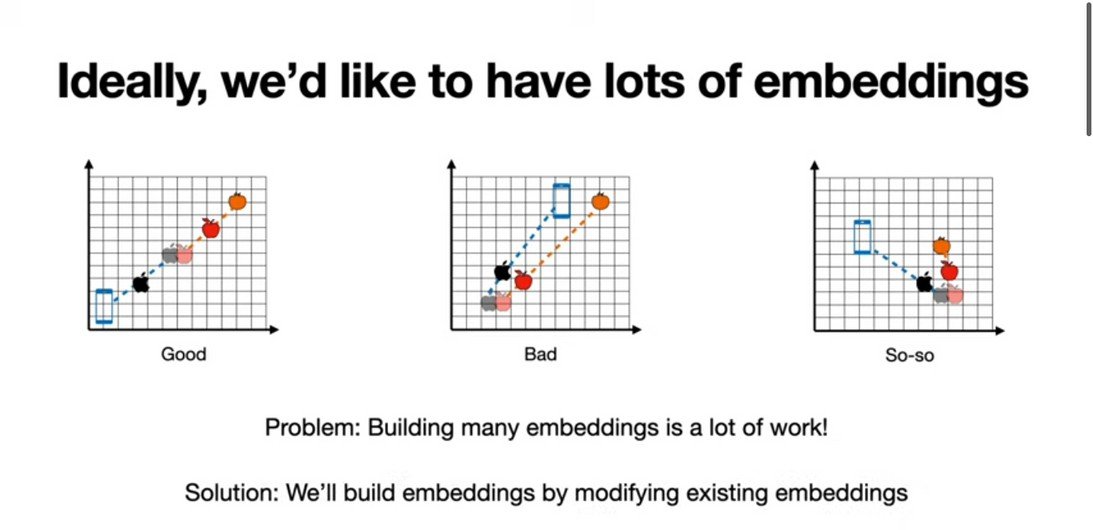 Ideally, we'd like to have lots of embeddings
Good
Bad
So-so
Problem: Building many embeddings is a lot of work!
Solution: We'll build embeddings by modifying existing embeddings